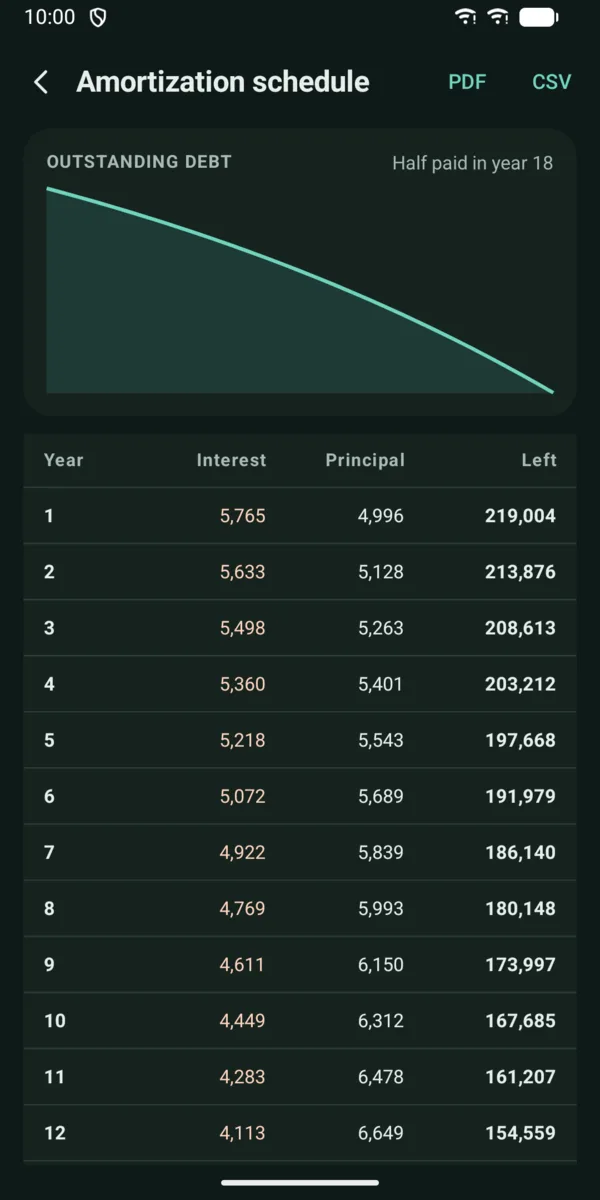 10:00
Amortization schedule PDF CSV
OUTSTANDING DEBT Half paid in year 18
Year Interest Principal Left
1 5,765 4,996 219,004
2 5,633 5,128 213,876
3 5,498 5,263 208,613
4 5,360 5,401 203,212
5 5,218 5,543 197,668
6 5,072 5,689 191,979
7 4,922 5,839 186,140
8 4,769 5,993 180,148
9 4,611 6,150 173,997
10 4,449 6,312 167,685
11 4,283 6,478 161,207
12 4,113 6,649 154,559